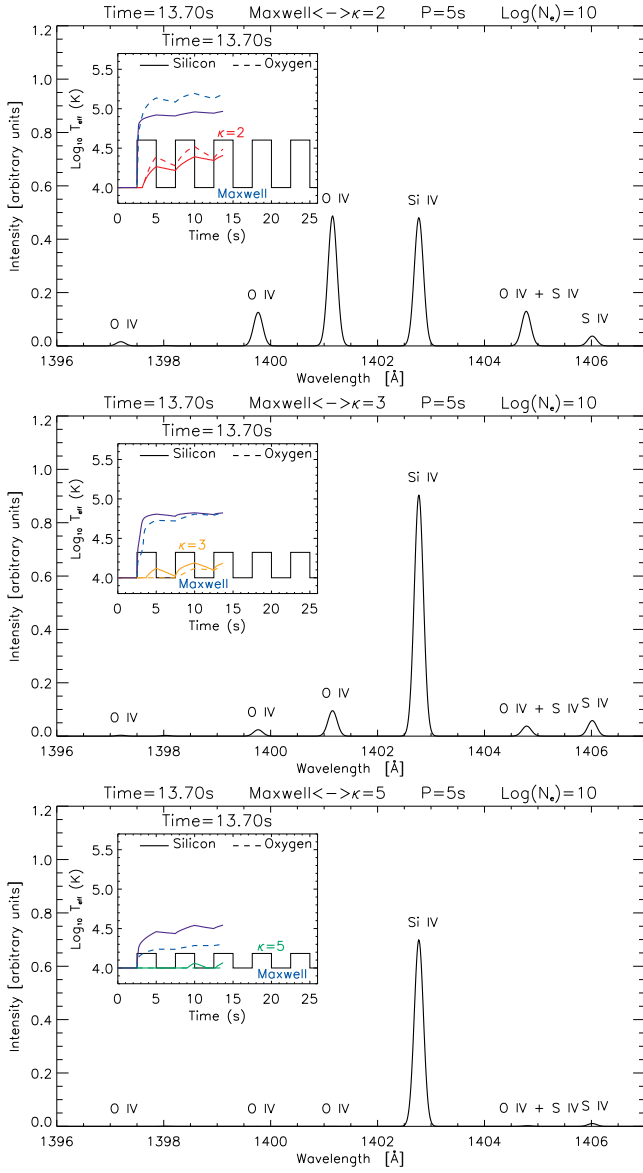 Time=13.70s Maxwell<->κ=2 P=5s Log(Nₑ)=10
Time=13.70s
Silicon Oxygen
Log₁₀ T_eff (K)
5.5
5.0
4.5
4.0
κ=2
Maxwell
0 5 10 15 20 25
Time (s)
Intensity [arbitrary units]
1.2
1.0
0.8
0.6
0.4
0.2
0.0
O IV O IV O IV Si IV O IV + S IV S IV
1396 1398 1400 1402 1404 1406
Wavelength [Å]
Time=13.70s Maxwell<->κ=3 P=5s Log(Nₑ)=10
Time=13.70s
Silicon Oxygen
Log₁₀ T_eff (K)
5.5
5.0
4.5
4.0
κ=3
Maxwell
0 5 10 15 20 25
Time (s)
Intensity [arbitrary units]
1.2
1.0
0.8
0.6
0.4
0.2
0.0
O IV O IV O IV Si IV O IV + S IV S IV
1396 1398 1400 1402 1404 1406
Wavelength [Å]
Time=13.70s Maxwell<->κ=5 P=5s Log(Nₑ)=10
Time=13.70s
Silicon Oxygen
Log₁₀ T_eff (K)
5.5
5.0
4.5
4.0
κ=5
Maxwell
0 5 10 15 20 25
Time (s)
Intensity [arbitrary units]
1.2
1.0
0.8
0.6
0.4
0.2
0.0
O IV O IV O IV Si IV O IV + S IV S IV
1396 1398 1400 1402 1404 1406
Wavelength [Å]